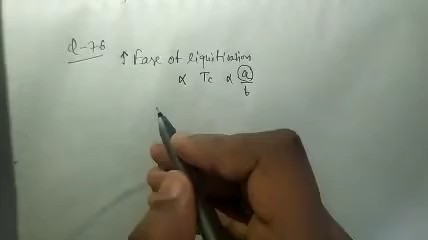 Q-76
↑ Ease of liquification
∝ Tc ∝ a/b